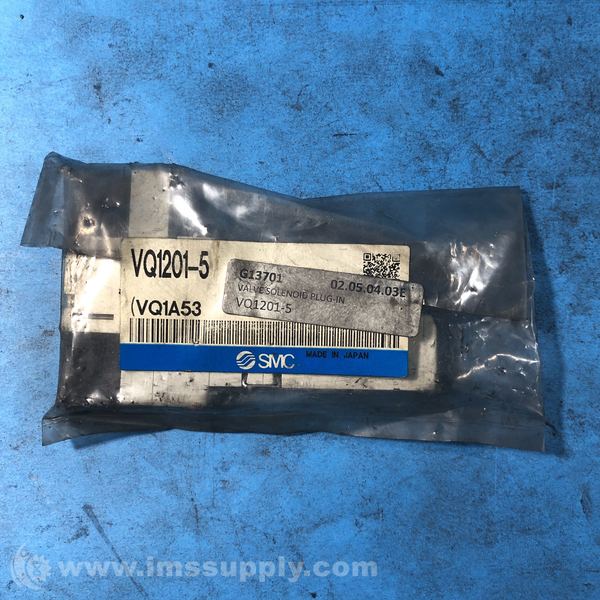 VQ1201-5
G13701 02.05.04.03E
VALVE SOLENOID PLUG-IN
VQ1201-5
(VQ1A53
SMC MADE IN JAPAN
www.imssupply.com